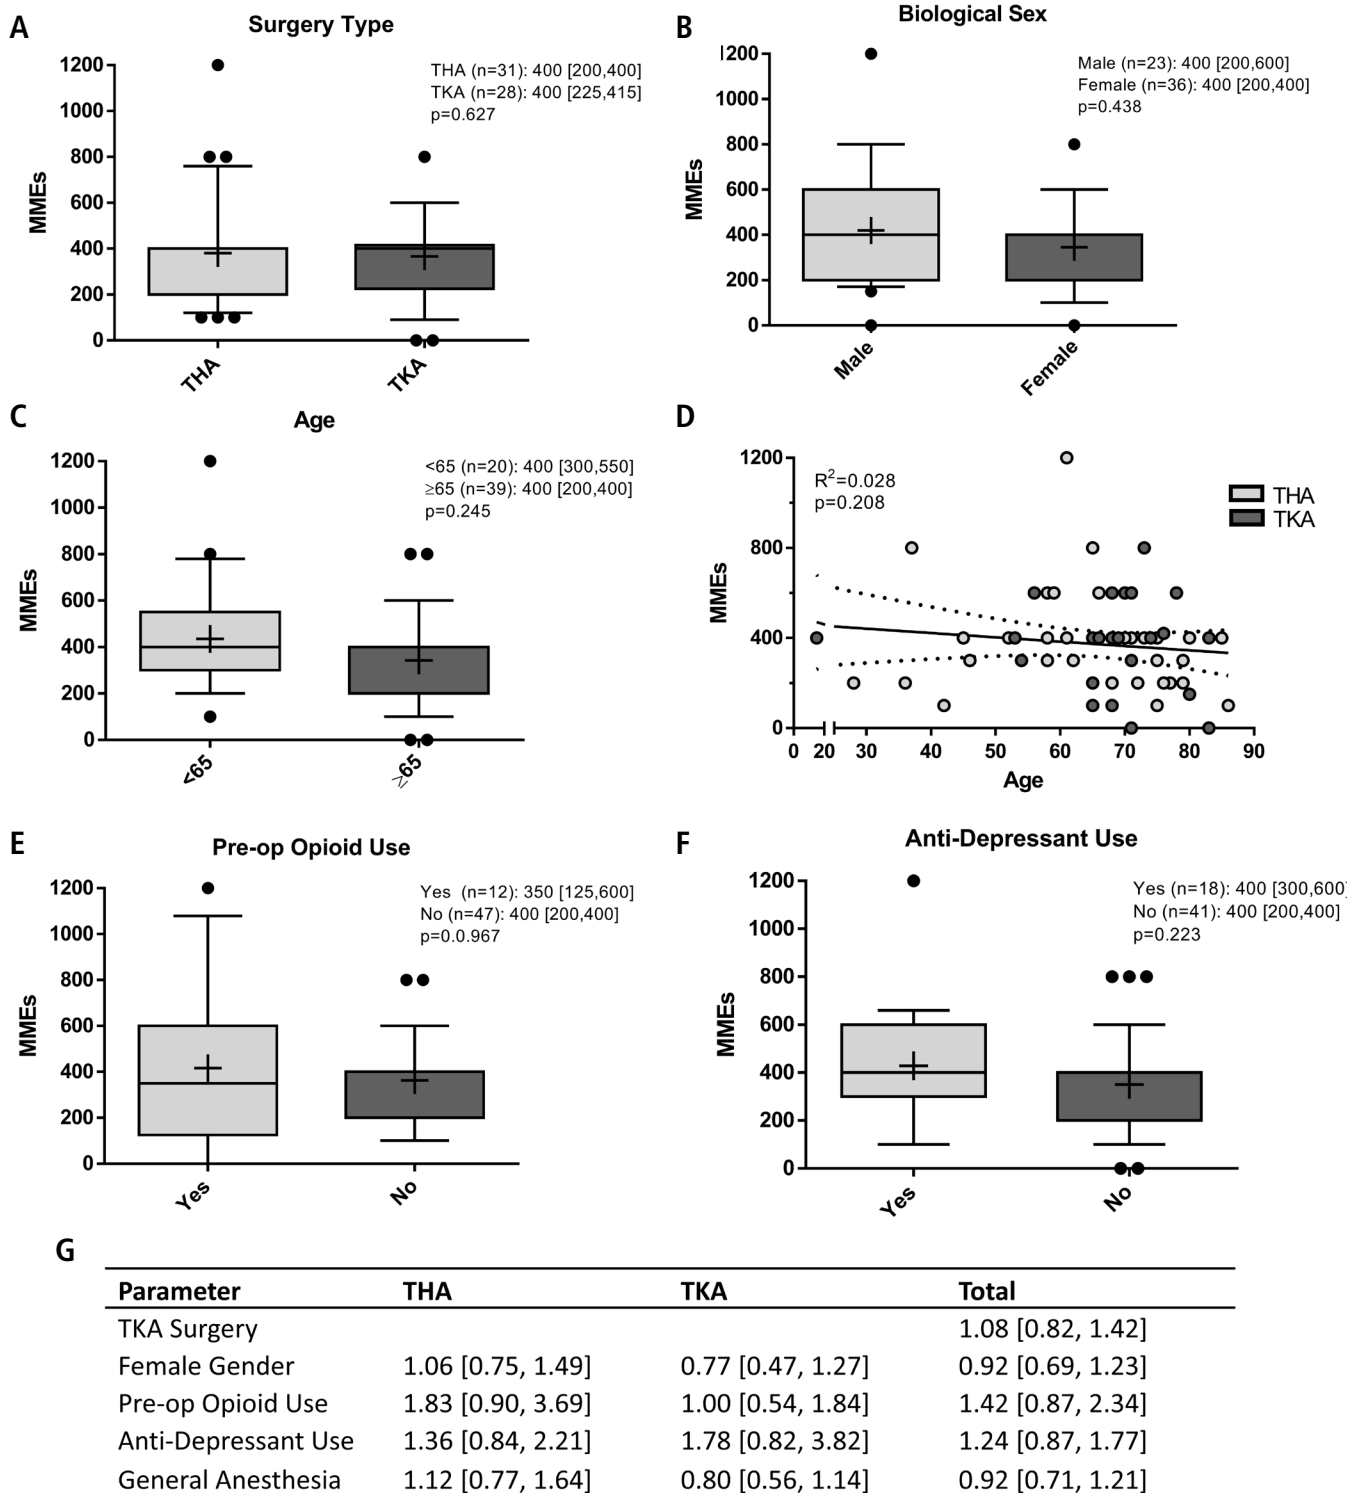 A
Surgery Type
THA (n=31): 400 [200,400]
TKA (n=28): 400 [225,415]
p=0.627
1200
1000
800
600
400
200
0
MMEs
THA
TKA
B
Biological Sex
Male (n=23): 400 [200,600]
Female (n=36): 400 [200,400]
p=0.438
1200
1000
800
600
400
200
0
MMEs
Male
Female
C
Age
<65 (n=20): 400 [300,550]
≥65 (n=39): 400 [200,400]
p=0.245
1200
1000
800
600
400
200
0
MMEs
<65
≥65
D
R²=0.028
p=0.208
THA
TKA
1200
800
400
0
MMEs
0 20 30 40 50 60 70 80 90
Age
E
Pre-op Opioid Use
Yes (n=12): 350 [125,600]
No (n=47): 400 [200,400]
p=0.0.967
1200
1000
800
600
400
200
0
MMEs
Yes
No
F
Anti-Depressant Use
Yes (n=18): 400 [300,600]
No (n=41): 400 [200,400]
p=0.223
1200
1000
800
600
400
200
0
MMEs
Yes
No
G
Parameter THA TKA Total
TKA Surgery 1.08 [0.82, 1.42]
Female Gender 1.06 [0.75, 1.49] 0.77 [0.47, 1.27] 0.92 [0.69, 1.23]
Pre-op Opioid Use 1.83 [0.90, 3.69] 1.00 [0.54, 1.84] 1.42 [0.87, 2.34]
Anti-Depressant Use 1.36 [0.84, 2.21] 1.78 [0.82, 3.82] 1.24 [0.87, 1.77]
General Anesthesia 1.12 [0.77, 1.64] 0.80 [0.56, 1.14] 0.92 [0.71, 1.21]